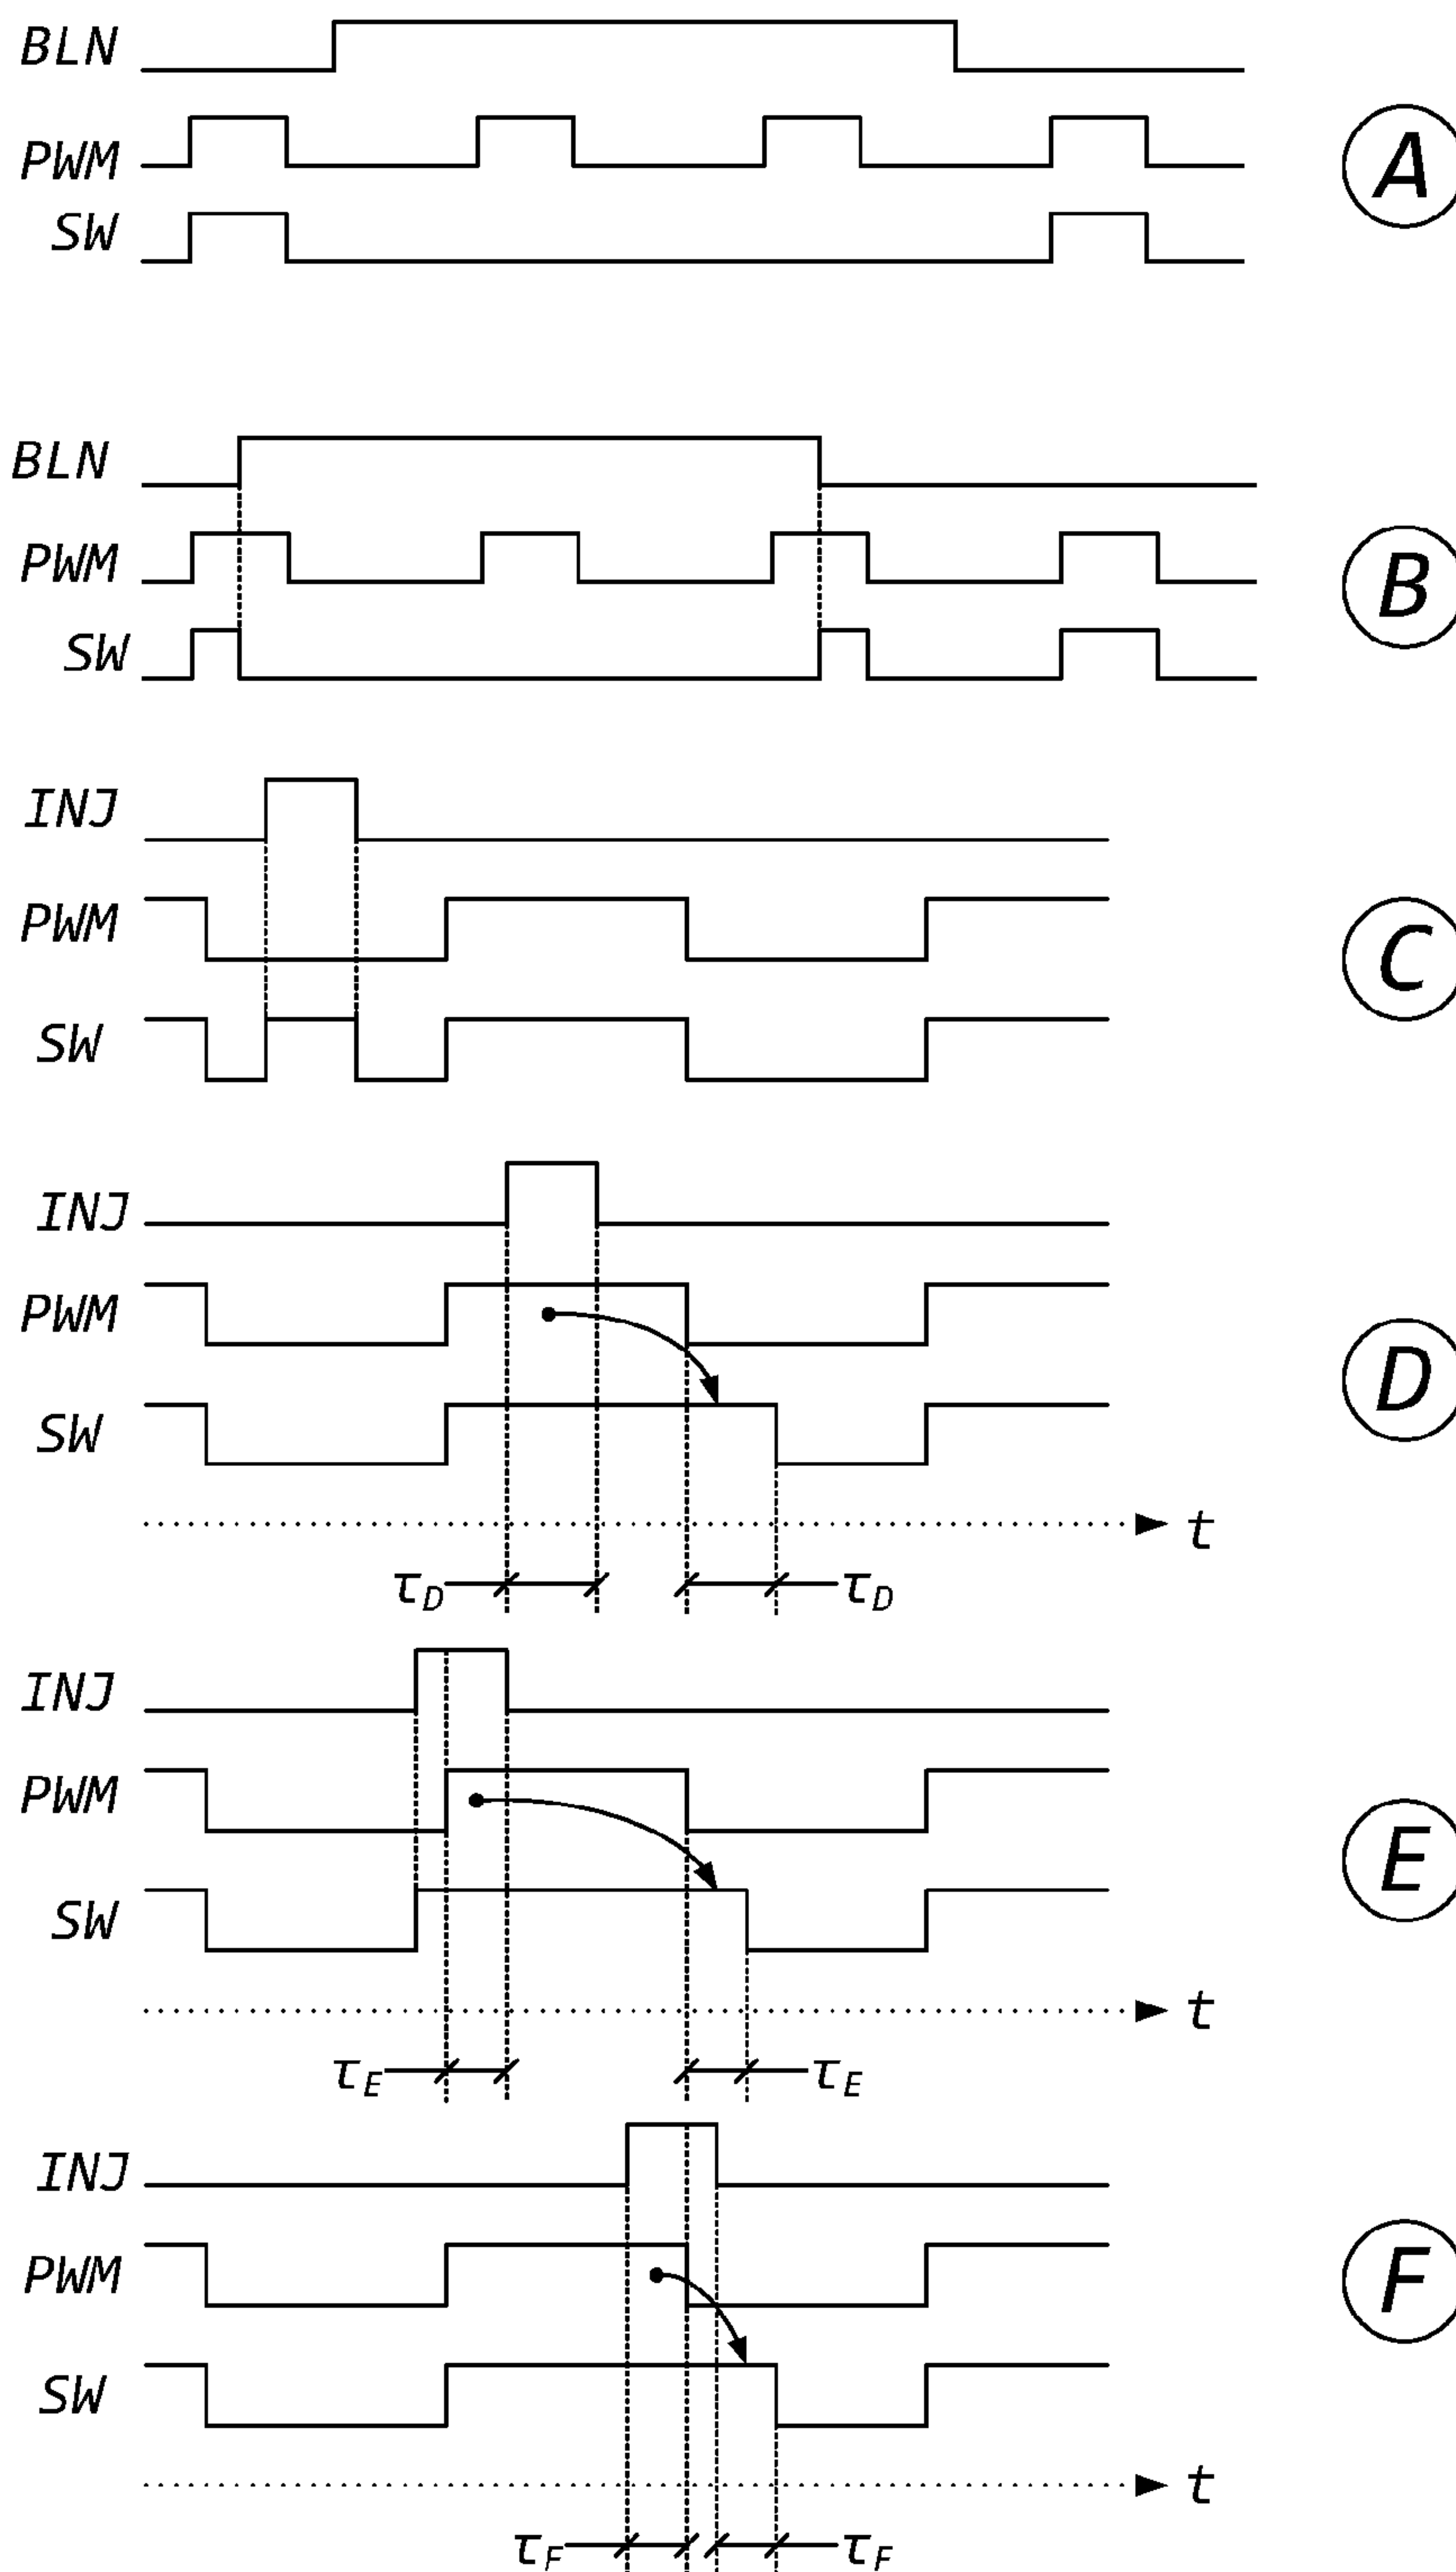 BLN
PWM
SW
A
BLN
PWM
SW
B
INJ
PWM
SW
C
INJ
PWM
SW
D
t
τD τD
INJ
PWM
SW
E
t
τE τE
INJ
PWM
SW
F
t
τF τF